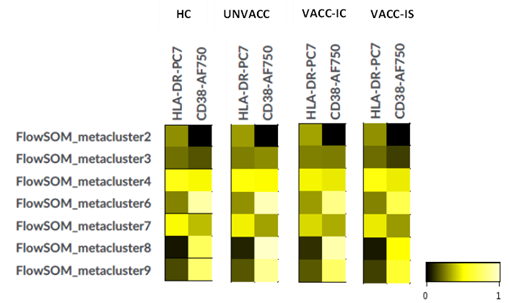 HC UNVACC VACC-IC VACC-IS
HLA-DR-PC7 CD38-AF750 HLA-DR-PC7 CD38-AF750 HLA-DR-PC7 CD38-AF750 HLA-DR-PC7 CD38-AF750
FlowSOM_metacluster2
FlowSOM_metacluster3
FlowSOM_metacluster4
FlowSOM_metacluster6
FlowSOM_metacluster7
FlowSOM_metacluster8
FlowSOM_metacluster9
0 1